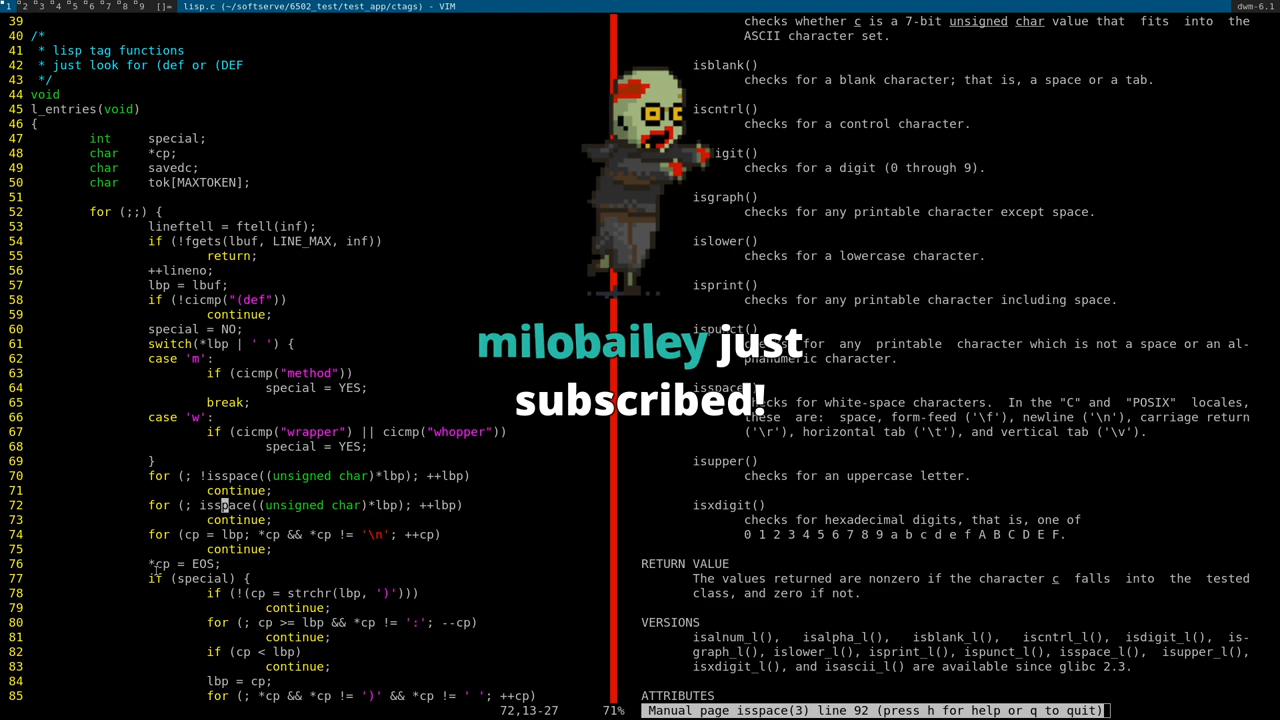 1 2 3 4 5 6 7 8 9 []= lisp.c (~/softserve/6502_test/test_app/ctags) - VIM dwm-6.1
39
40 /*
41  * lisp tag functions
42  * just look for (def or (DEF
43  */
44 void
45 l_entries(void)
46 {
47         int     special;
48         char    *cp;
49         char    savedc;
50         char    tok[MAXTOKEN];
51
52         for (;;) {
53                 lineftell = ftell(inf);
54                 if (!fgets(lbuf, LINE_MAX, inf))
55                         return;
56                 ++lineno;
57                 lbp = lbuf;
58                 if (!cicmp("(def"))
59                         continue;
60                 special = NO;
61                 switch(*lbp | ' ') {
62                 case 'm':
63                         if (cicmp("method"))
64                                 special = YES;
65                         break;
66                 case 'w':
67                         if (cicmp("wrapper") || cicmp("whopper"))
68                                 special = YES;
69                 }
70                 for (; !isspace((unsigned char)*lbp); ++lbp)
71                         continue;
72                 for (; isspace((unsigned char)*lbp); ++lbp)
73                         continue;
74                 for (cp = lbp; *cp && *cp != '\n'; ++cp)
75                         continue;
76                 *cp = EOS;
77                 if (special) {
78                         if (!(cp = strchr(lbp, ')')))
79                                 continue;
80                         for (; cp >= lbp && *cp != ':'; --cp)
81                                 continue;
82                         if (cp < lbp)
83                                 continue;
84                         lbp = cp;
85                         for (; *cp && *cp != ')' && *cp != ' '; ++cp)
72,13-27 71%
milobailey just
subscribed!
checks whether c is a 7-bit unsigned char value that fits into the
ASCII character set.
isblank()
checks for a blank character; that is, a space or a tab.
iscntrl()
checks for a control character.
digit()
checks for a digit (0 through 9).
isgraph()
checks for any printable character except space.
islower()
checks for a lowercase character.
isprint()
checks for any printable character including space.
ispunct()
for any printable character which is not a space or an al-
phanumeric character.
isspace()
checks for white-space characters. In the "C" and "POSIX" locales,
these are: space, form-feed ('\f'), newline ('\n'), carriage return
('\r'), horizontal tab ('\t'), and vertical tab ('\v').
isupper()
checks for an uppercase letter.
isxdigit()
checks for hexadecimal digits, that is, one of
0 1 2 3 4 5 6 7 8 9 a b c d e f A B C D E F.
RETURN VALUE
The values returned are nonzero if the character c falls into the tested
class, and zero if not.
VERSIONS
isalnum_l(), isalpha_l(), isblank_l(), iscntrl_l(), isdigit_l(), is-
graph_l(), islower_l(), isprint_l(), ispunct_l(), isspace_l(), isupper_l(),
isxdigit_l(), and isascii_l() are available since glibc 2.3.
ATTRIBUTES
Manual page isspace(3) line 92 (press h for help or q to quit)